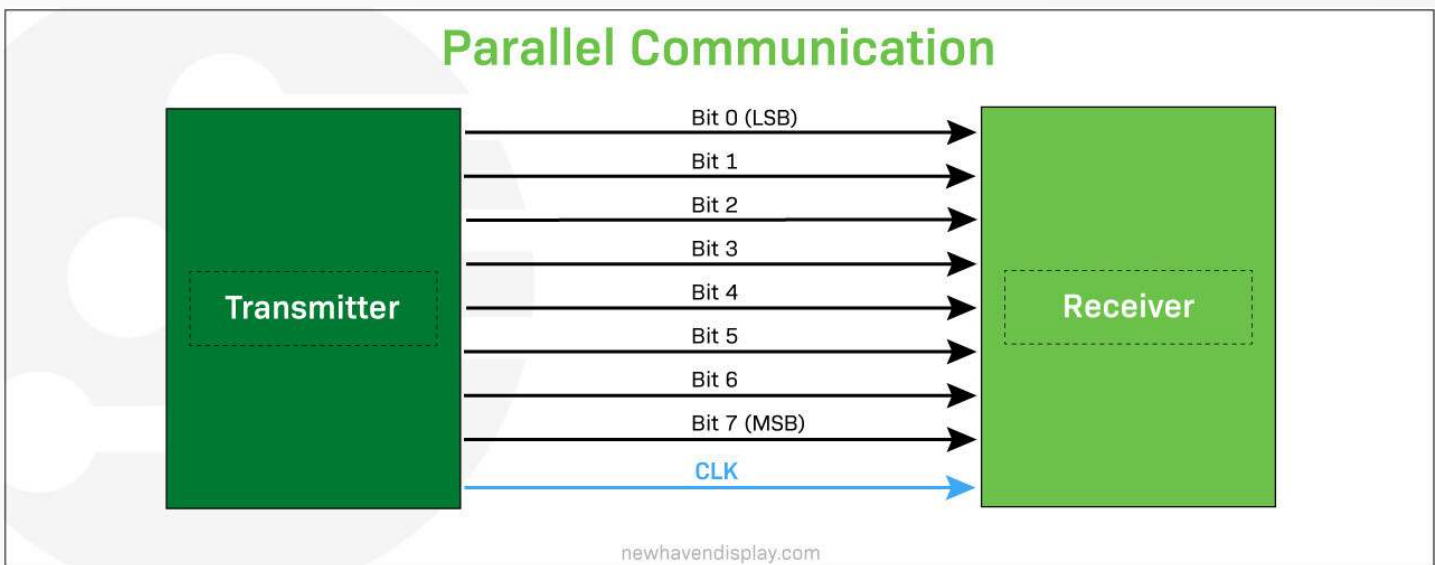 Parallel Communication
Bit 0 (LSB)
Bit 1
Bit 2
Bit 3
Bit 4
Bit 5
Bit 6
Bit 7 (MSB)
CLK
Transmitter
Receiver
newhavendisplay.com